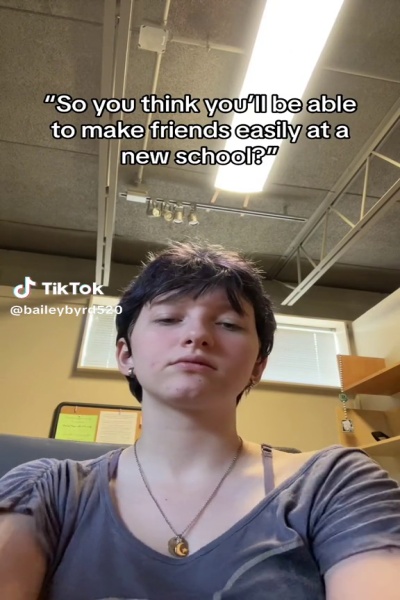 “So you think you’ll be able
to make friends easily at a
new school?”
TikTok
@baileybyrd520